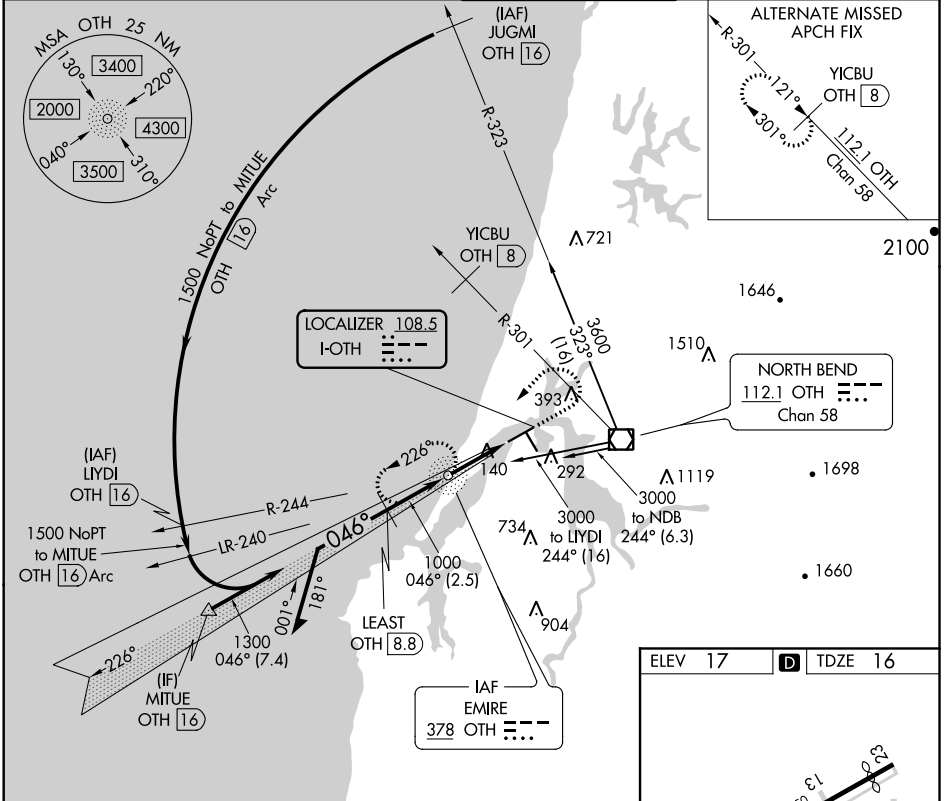 MSA OTH 25 NM
130°
3400
220°
2000
4300
040°
3500
310°
(IAF)
JUGMI
OTH 16
R-323
1500 NoPT to MITUE
OTH 16 Arc
ALTERNATE MISSED
APCH FIX
R-301
YICBU
OTH 8
121°
301°
112.1 OTH
Chan 58
YICBU
OTH 8
721
2100
1646
LOCALIZER 108.5
I-OTH
R-301
3600
323°
(16)
1510
393
NORTH BEND
112.1 OTH
Chan 58
(IAF)
LIYDI
OTH 16
226°
140
292
1119
1698
R-244
3000
to NDB
244° (6.3)
1500 NoPT
to MITUE
OTH 16 Arc
LR-240
046°
734
3000
to LIYDI
244° (16)
1000
046° (2.5)
1660
001°
181°
LEAST
OTH 8.8
904
1300
046° (7.4)
226°
(IF)
MITUE
OTH 16
IAF
EMIRE
378 OTH
ELEV 17
D
TDZE 16
23
13